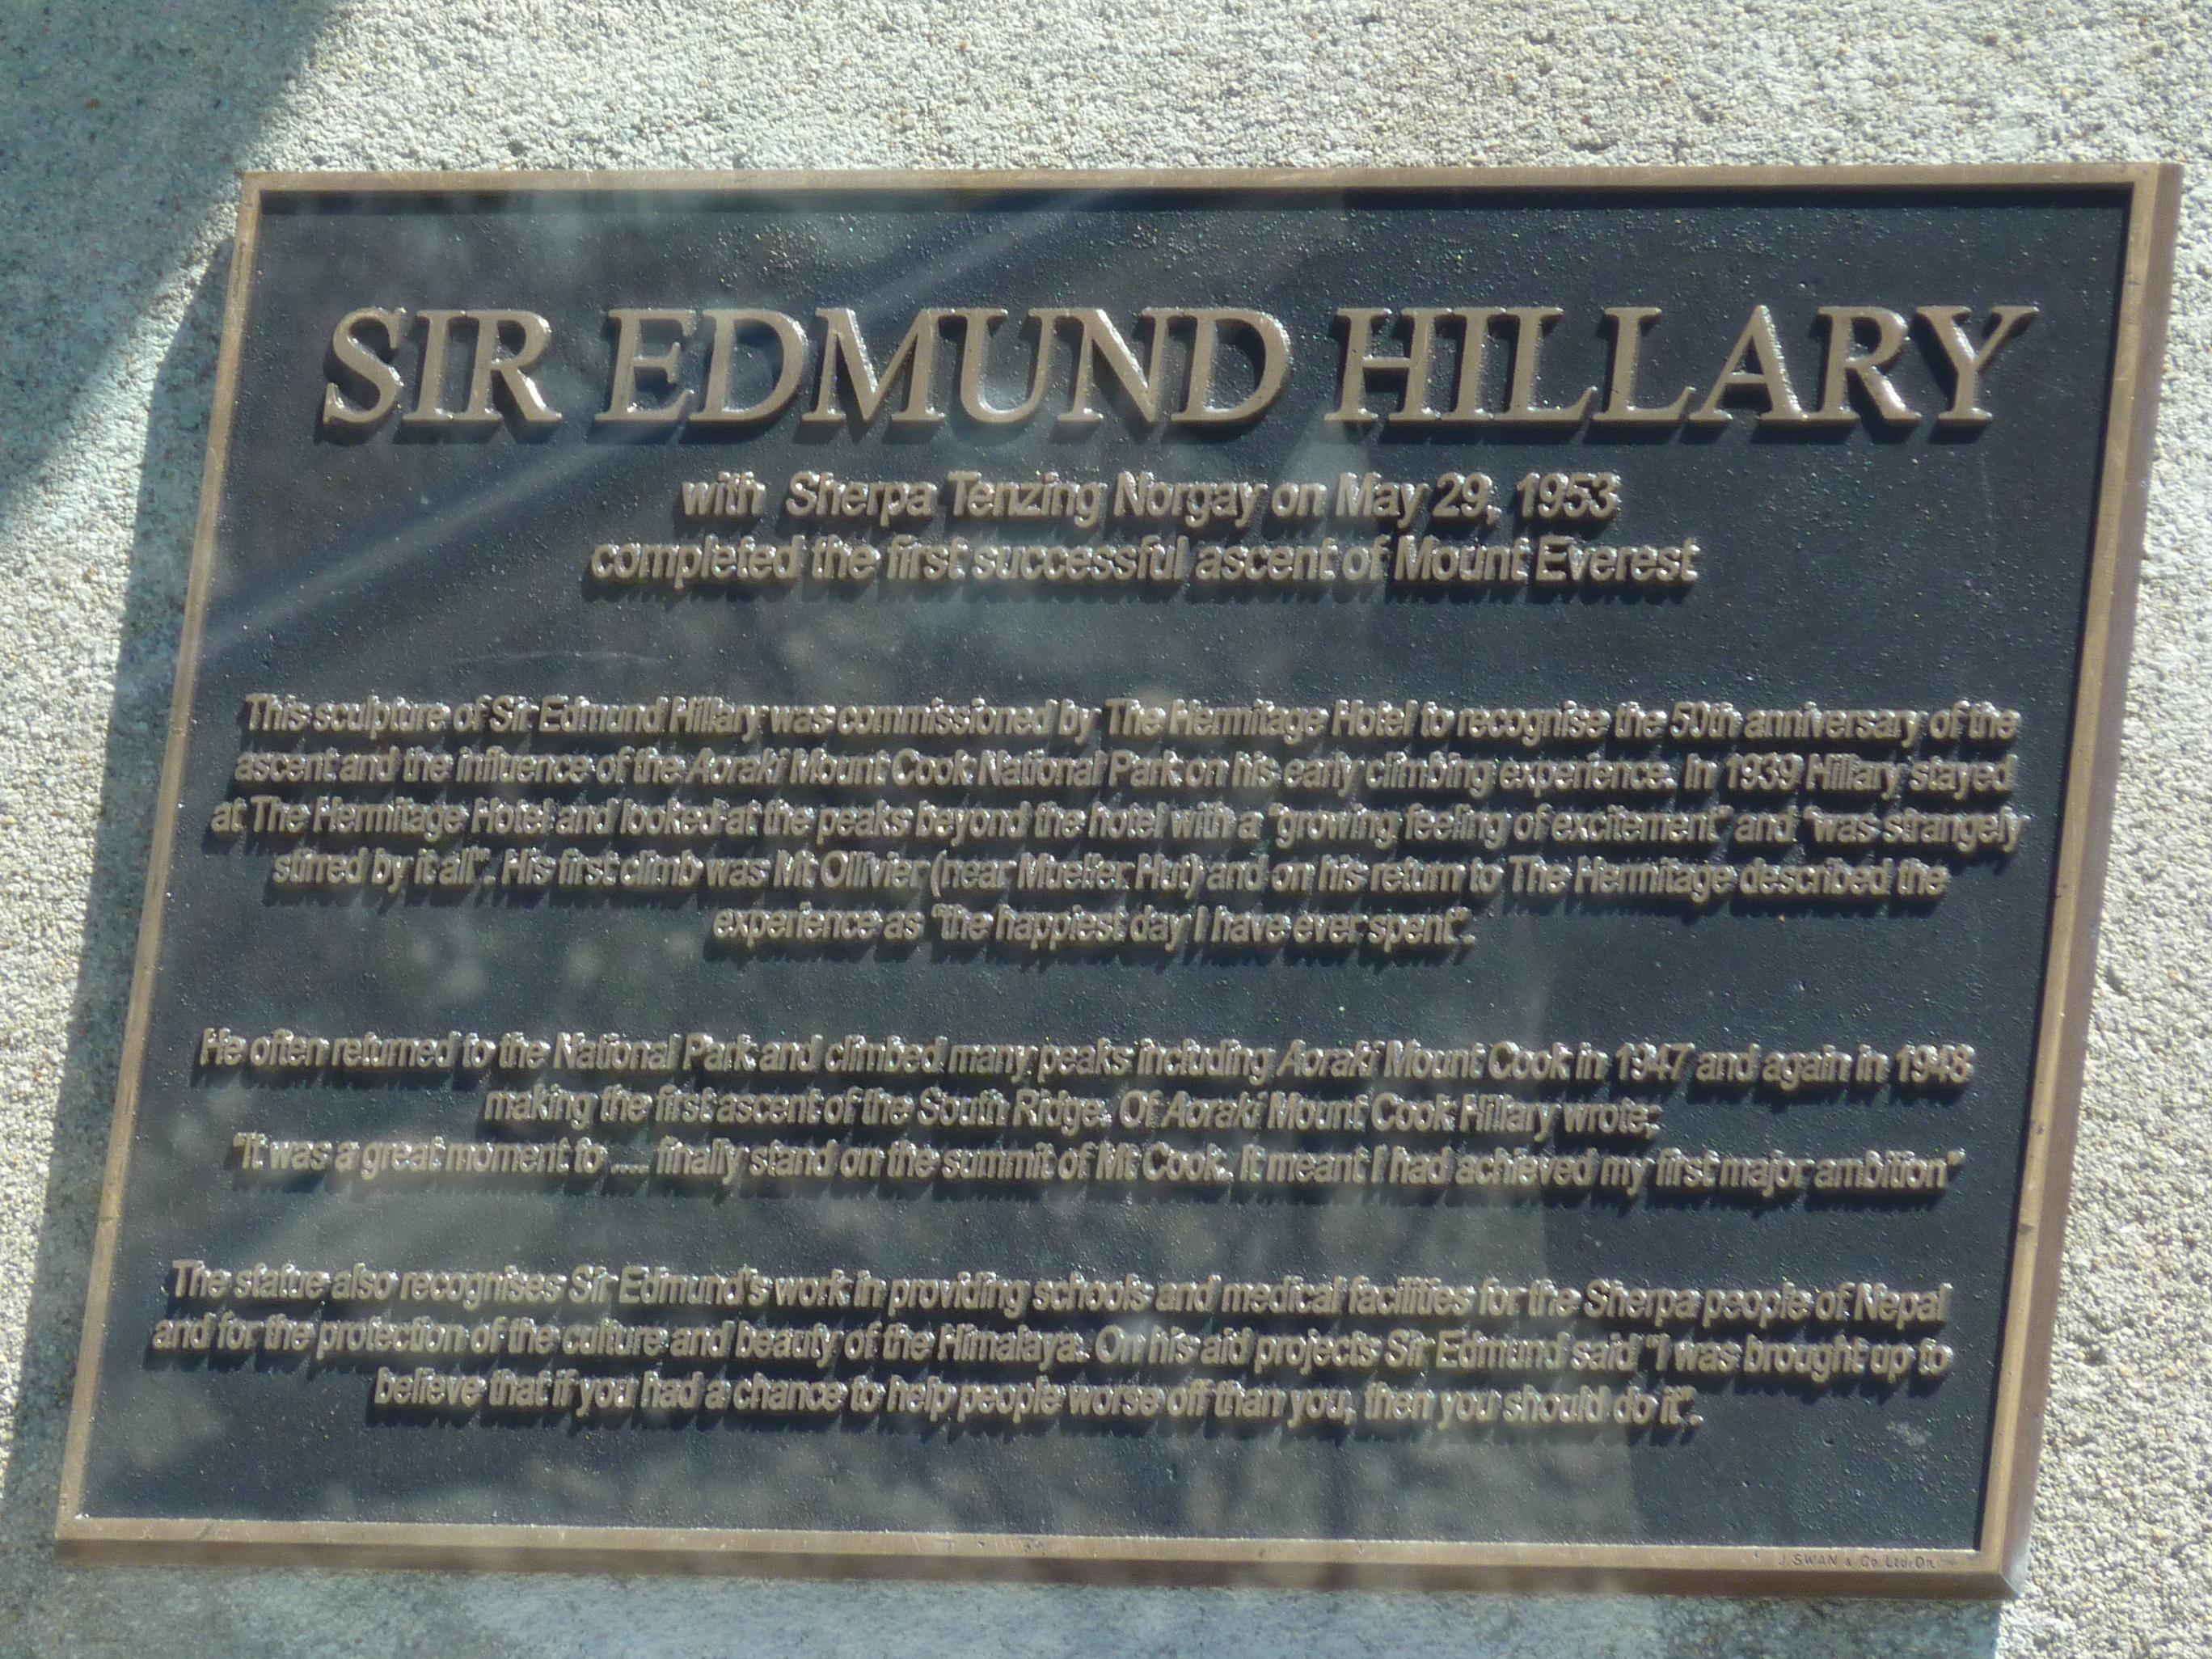 SIR EDMUND HILLARY
with Sherpa Tenzing Norgay on May 29, 1953
completed the first successful ascent of Mount Everest
This sculpture of Sir Edmund Hillary was commissioned by The Hermitage Hotel to recognise the 50th anniversary of the
ascent and the influence of the Aoraki Mount Cook National Park on his early climbing experience. In 1939 Hillary stayed
at The Hermitage Hotel and looked at the peaks beyond the hotel with a "growing feeling of excitement" and "was strangely
stirred by it all". His first climb was Mt Ollivier (near Mueller Hut) and on his return to The Hermitage described the
experience as "the happiest day I have ever spent".
He often returned to the National Park and climbed many peaks including Aoraki Mount Cook in 1947 and again in 1948
making the first ascent of the South Ridge. Of Aoraki Mount Cook Hillary wrote;
"It was a great moment to .... finally stand on the summit of Mt Cook. It meant I had achieved my first major ambition"
The statue also recognises Sir Edmund's work in providing schools and medical facilities for the Sherpa people of Nepal
and for the protection of the culture and beauty of the Himalaya. On his aid projects Sir Edmund said "I was brought up to
believe that if you had a chance to help people worse off than you, then you should do it".
J. SWAN & Co. Ltd. Dn.